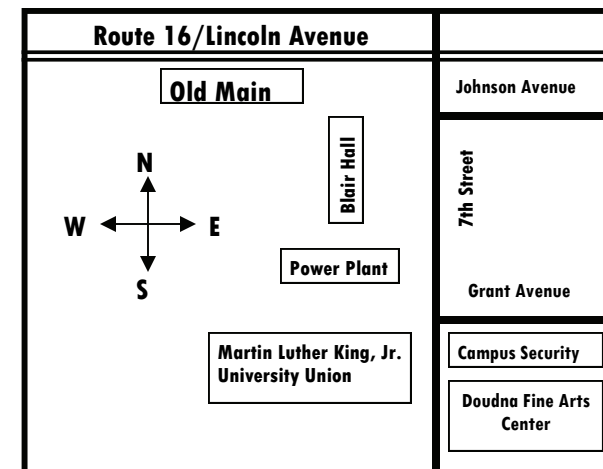 Route 16/Lincoln Avenue
Old Main
Johnson Avenue
Blair Hall
7th Street
N
W
E
S
Power Plant
Grant Avenue
Martin Luther King, Jr.
University Union
Campus Security
Doudna Fine Arts
Center